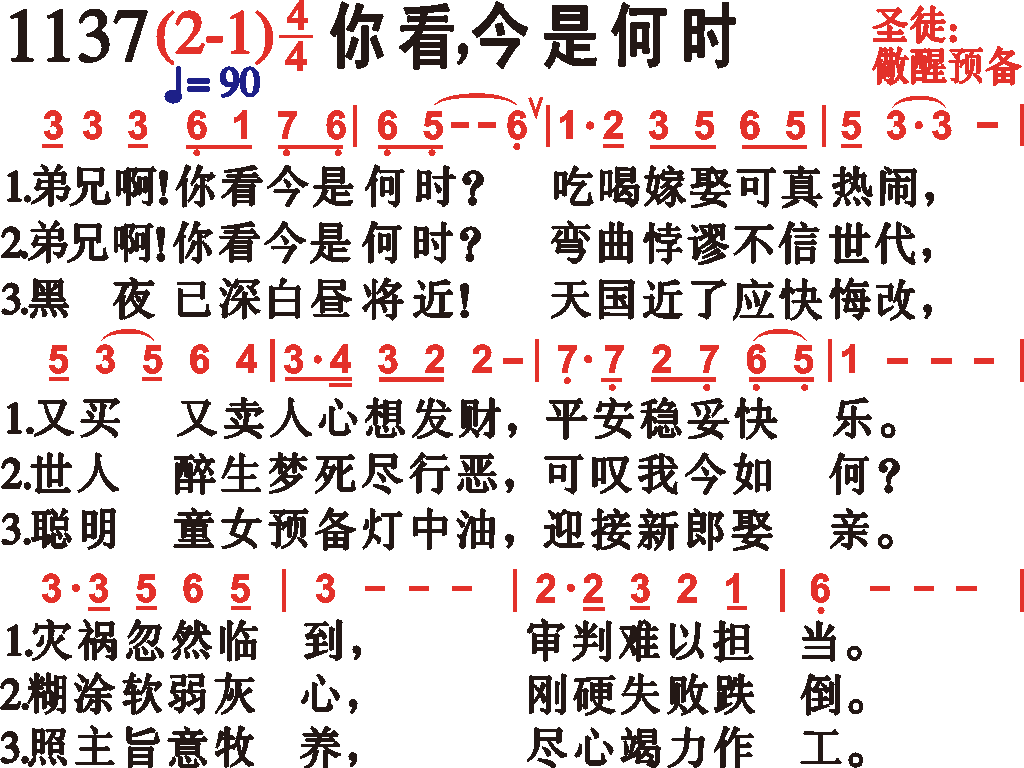 1137(2-1) 4/4 你看,今是何时 圣徒:
♩=90 儆醒预备
3 3 3 6 1 7 6 | 6 5 - - 6 ∨ | 1 · 2 3 5 6 5 | 5 3 · 3 - |
1.弟兄啊!你看今是何时? 吃喝嫁娶可真热闹,
2.弟兄啊!你看今是何时? 弯曲悖谬不信世代,
3.黑 夜已深白昼将近! 天国近了应快悔改,
5 3 5 6 4 | 3 · 4 3 2 2 - | 7 · 7 2 7 6 5 | 1 - - - |
1.又买 又卖人心想发财,平安稳妥快 乐。
2.世人 醉生梦死尽行恶,可叹我今如 何?
3.聪明 童女预备灯中油,迎接新郎娶 亲。
3 · 3 5 6 5 | 3 - - - | 2 · 2 3 2 1 | 6 - - - |
1.灾祸忽然临 到, 审判难以担 当。
2.糊涂软弱灰 心, 刚硬失败跌 倒。
3.照主旨意牧 养, 尽心竭力作 工。